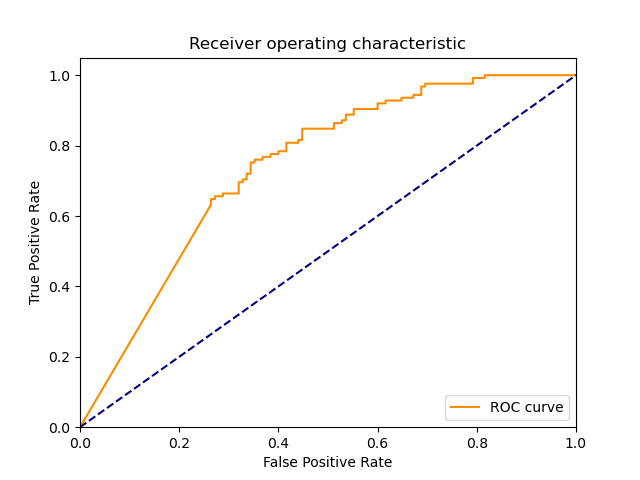 Receiver operating characteristic
True Positive Rate
1.0
0.8
0.6
0.4
0.2
0.0
ROC curve
0.0 0.2 0.4 0.6 0.8 1.0
False Positive Rate